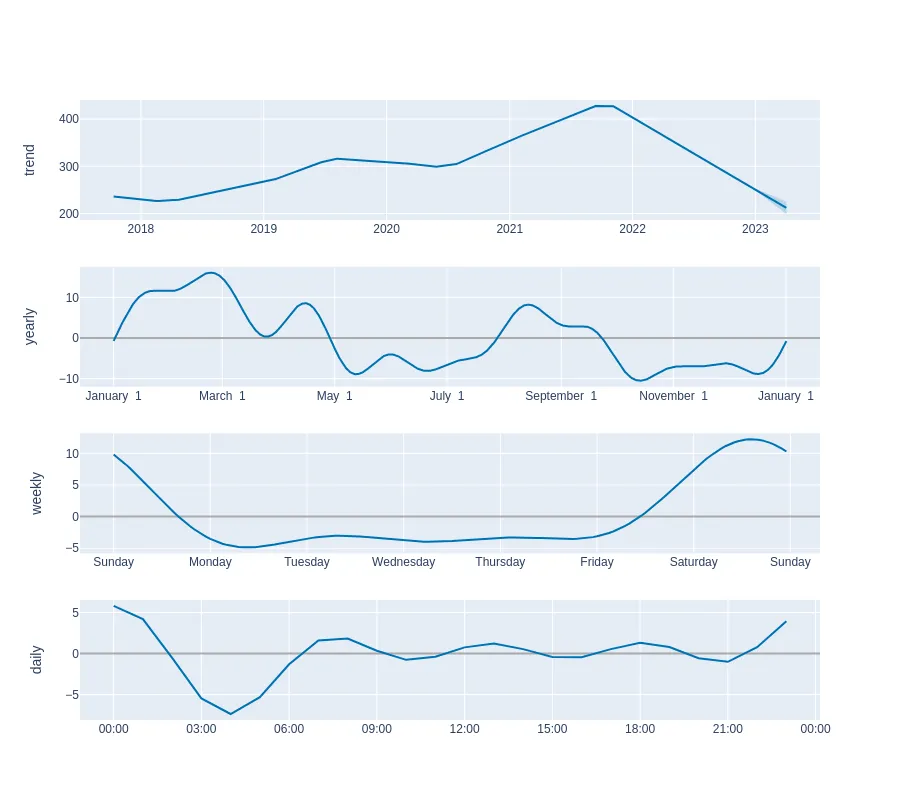 trend
400
300
200
2018 2019 2020 2021 2022 2023
yearly
10
0
−10
January 1 March 1 May 1 July 1 September 1 November 1 January 1
weekly
10
5
0
−5
Sunday Monday Tuesday Wednesday Thursday Friday Saturday Sunday
daily
5
0
−5
00:00 03:00 06:00 09:00 12:00 15:00 18:00 21:00 00:00